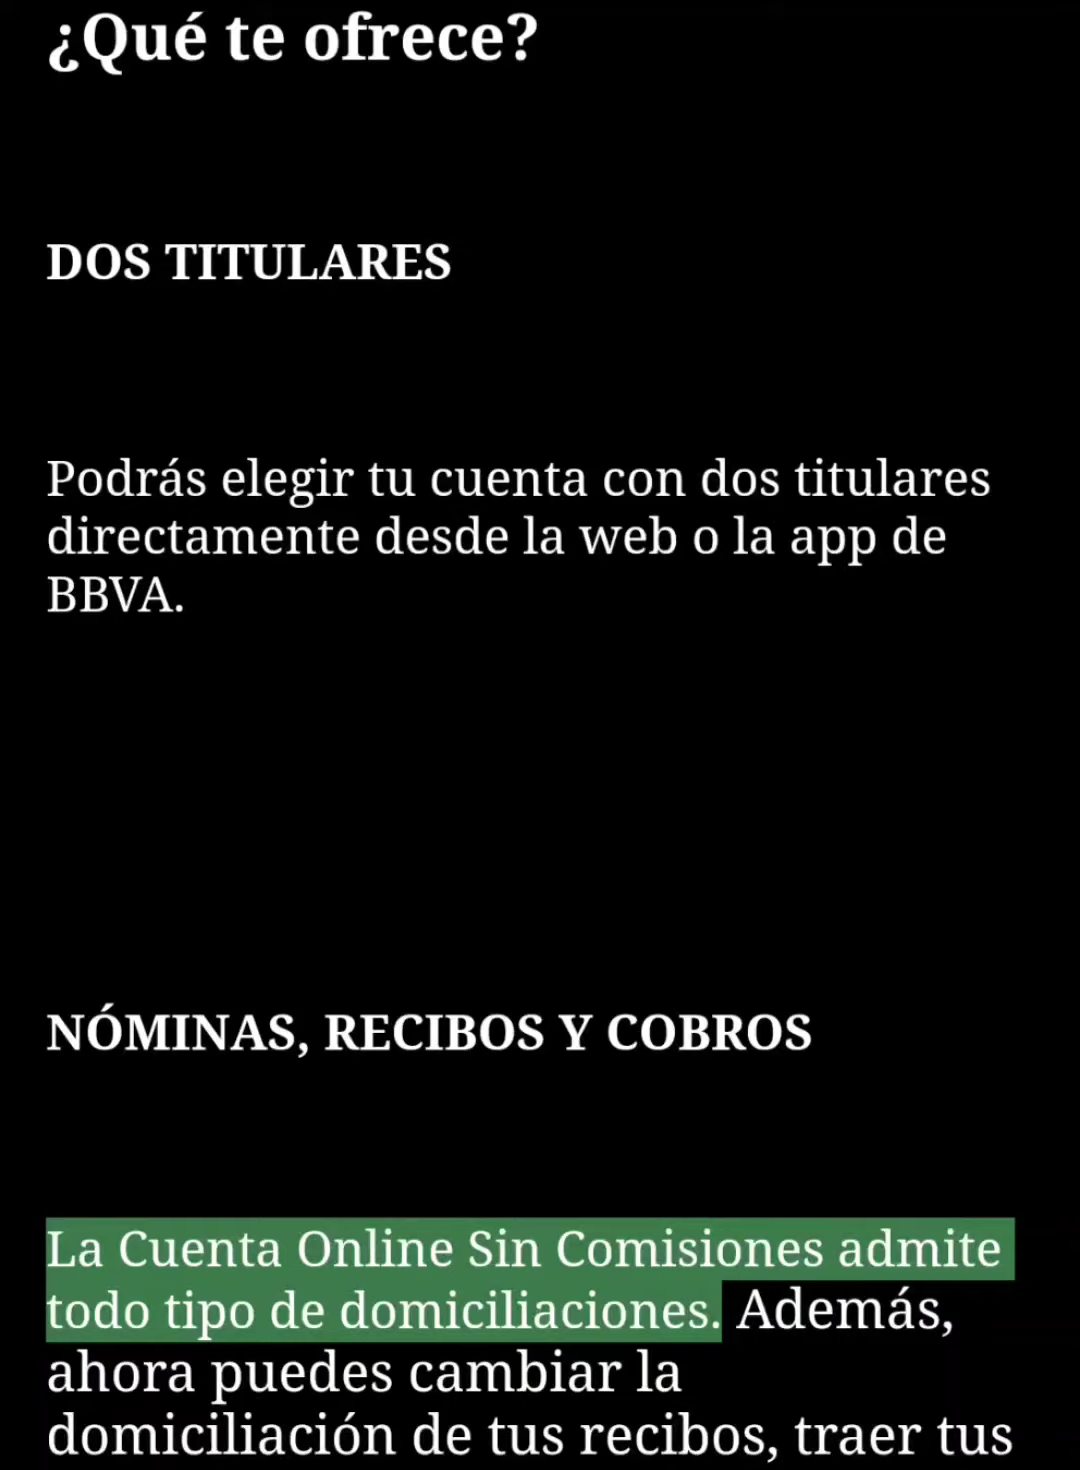 ¿Qué te ofrece?
DOS TITULARES
Podrás elegir tu cuenta con dos titulares
directamente desde la web o la app de
BBVA.
NÓMINAS, RECIBOS Y COBROS
La Cuenta Online Sin Comisiones admite
todo tipo de domiciliaciones. Además,
ahora puedes cambiar la
domiciliación de tus recibos, traer tus